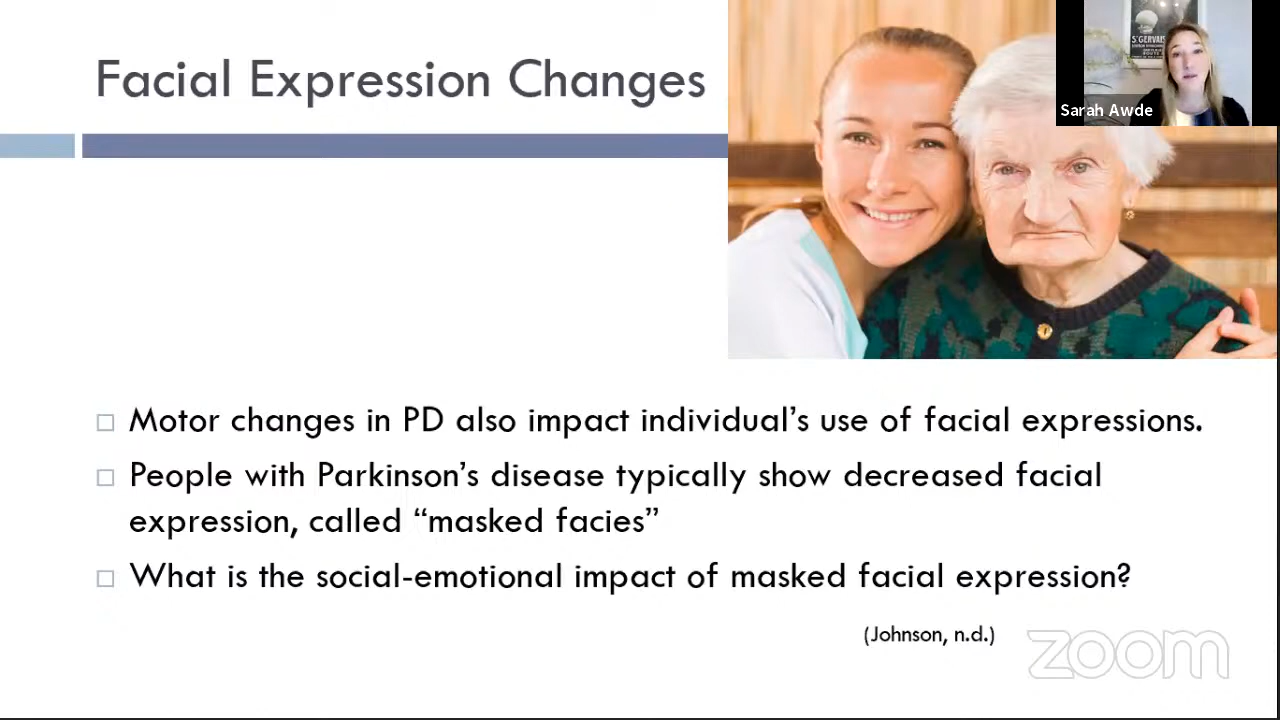 Facial Expression Changes
S'GERVAIS
Sarah Awde
Motor changes in PD also impact individual's use of facial expressions.
People with Parkinson's disease typically show decreased facial
expression, called “masked facies”
What is the social-emotional impact of masked facial expression?
(Johnson, n.d.)
zoom